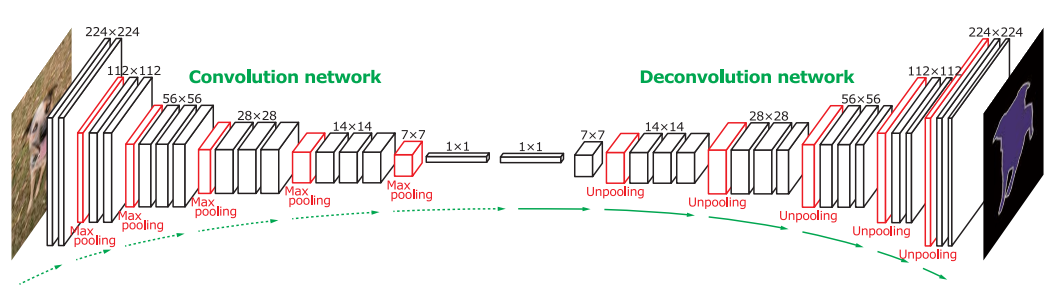 224×224
112×112
Convolution network
56×56
28×28
14×14
7×7
1×1
1×1
7×7
14×14
28×28
Deconvolution network
56×56
112×112
224×224
Max
pooling
Max
pooling
Max
pooling
Max
pooling
Max
pooling
Unpooling
Unpooling
Unpooling
Unpooling
Unpooling